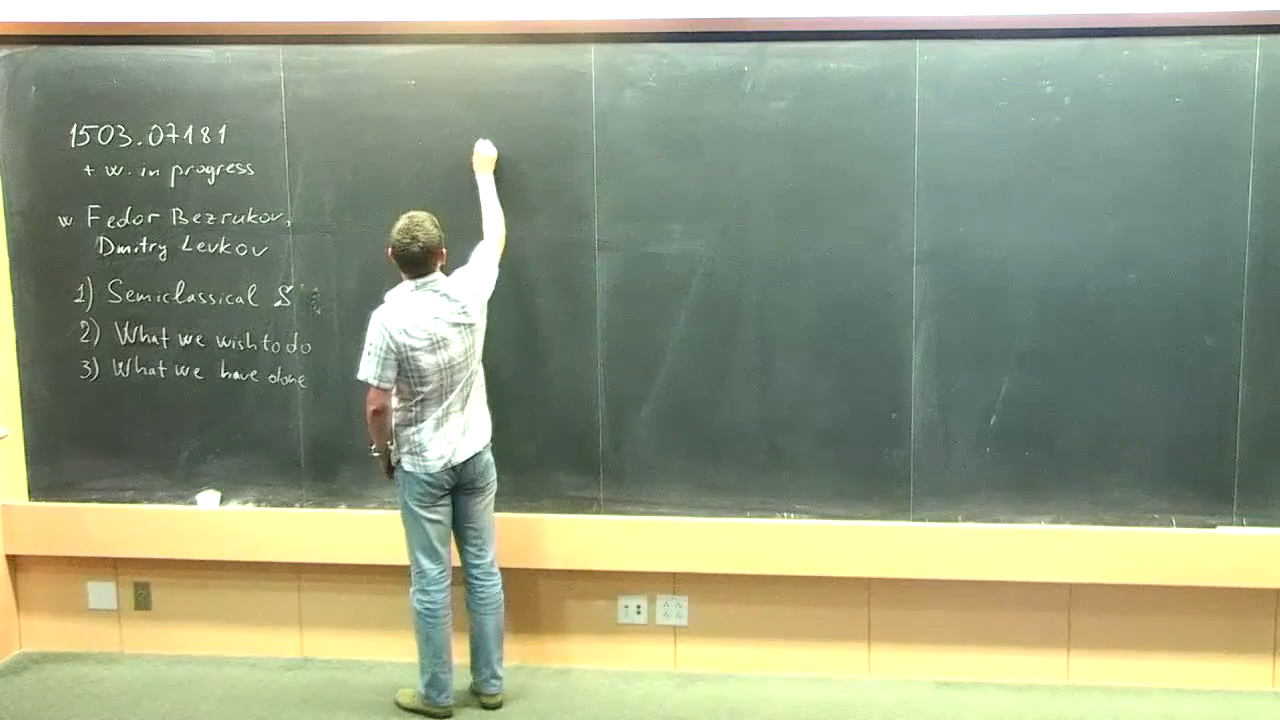 1503.07181
+ w. in progress
w Fedor Bezrukov,
Dmitry Levkov
1) Semiclassical S
2) What we wish to do
3) What we have done